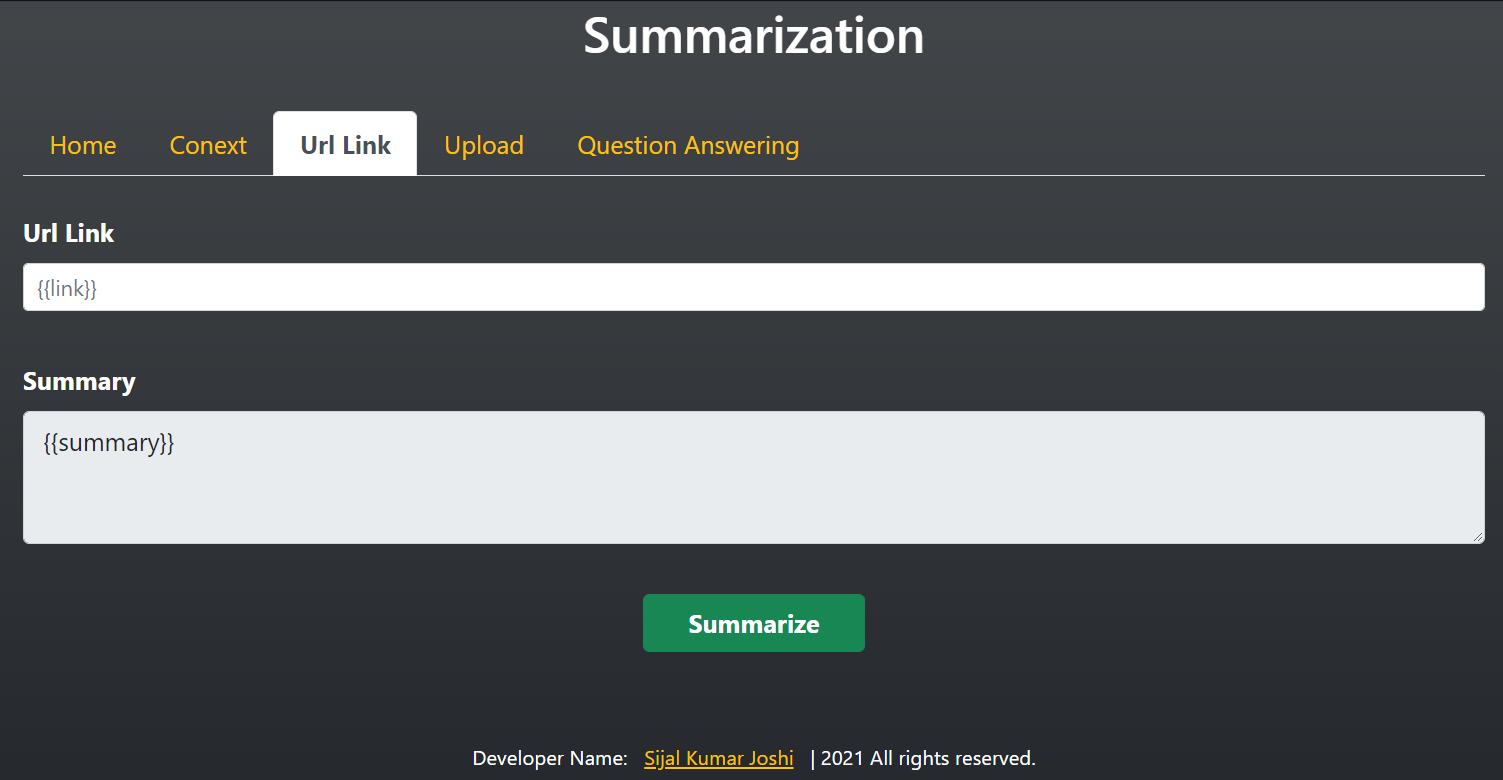 Summarization
Home Conext Url Link Upload Question Answering
Url Link
{{link}}
Summary
{{summary}}
Summarize
Developer Name: Sijal Kumar Joshi | 2021 All rights reserved.